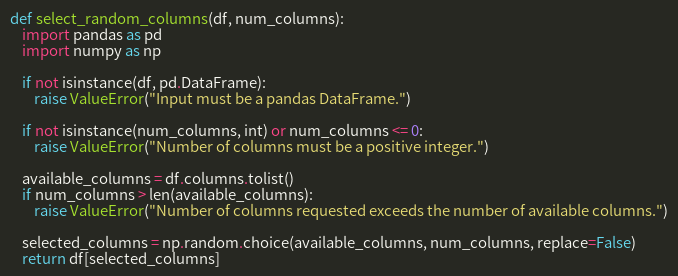 def select_random_columns(df, num_columns):
    import pandas as pd
    import numpy as np

    if not isinstance(df, pd.DataFrame):
        raise ValueError("Input must be a pandas DataFrame.")

    if not isinstance(num_columns, int) or num_columns <= 0:
        raise ValueError("Number of columns must be a positive integer.")

    available_columns = df.columns.tolist()
    if num_columns > len(available_columns):
        raise ValueError("Number of columns requested exceeds the number of available columns.")

    selected_columns = np.random.choice(available_columns, num_columns, replace=False)
    return df[selected_columns]